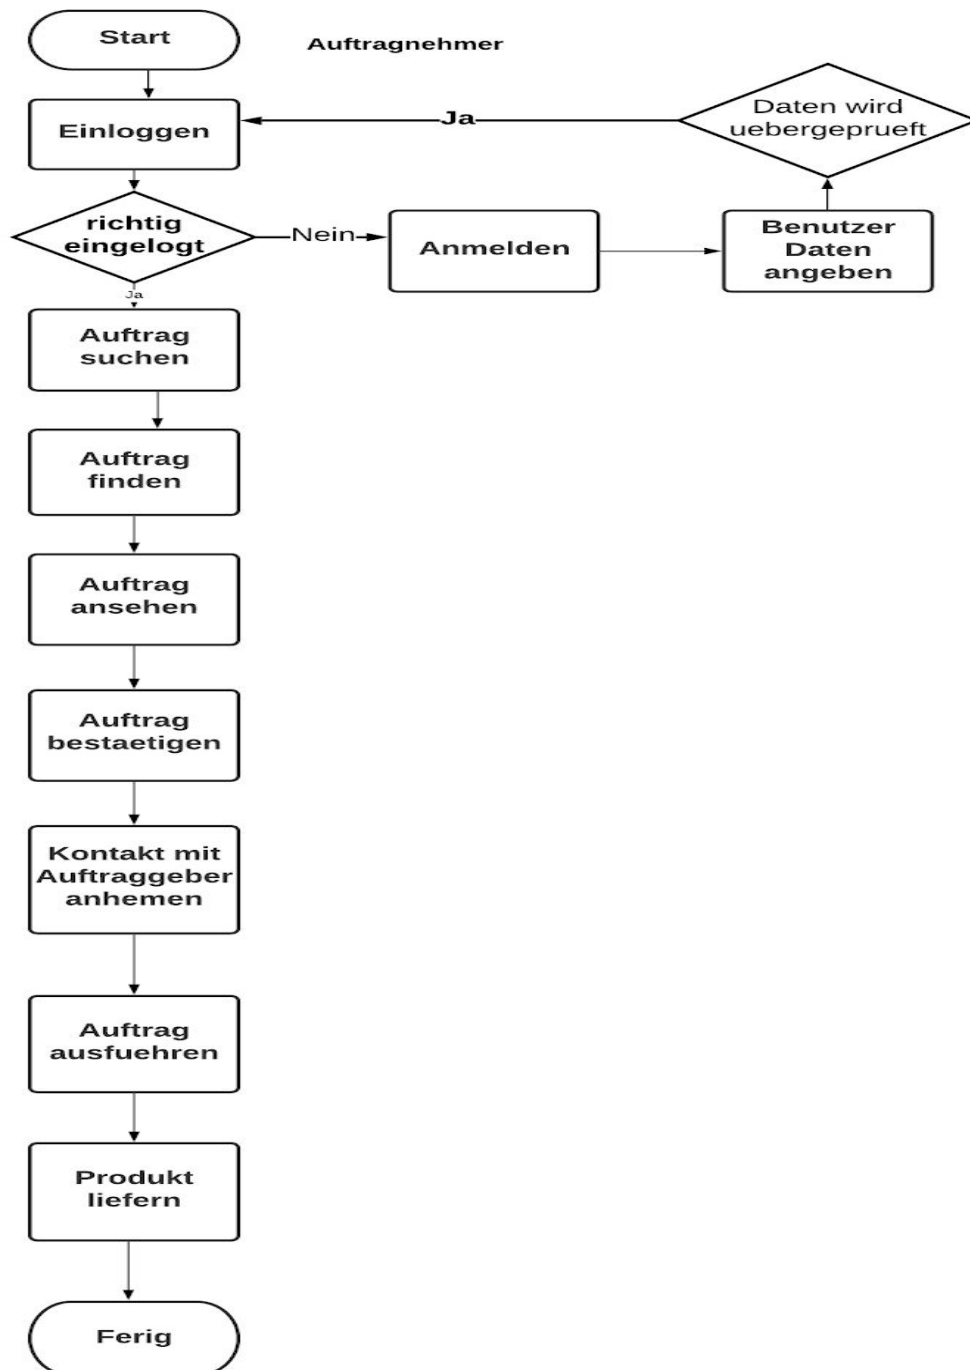 Start
Auftragnehmer
Einloggen
Ja
Daten wird
uebergeprueft
richtig
eingelogt
Nein
Anmelden
Benutzer
Daten
angeben
Ja
Auftrag
suchen
Auftrag
finden
Auftrag
ansehen
Auftrag
bestaetigen
Kontakt mit
Auftraggeber
anhemen
Auftrag
ausfuehren
Produkt
liefern
Ferig